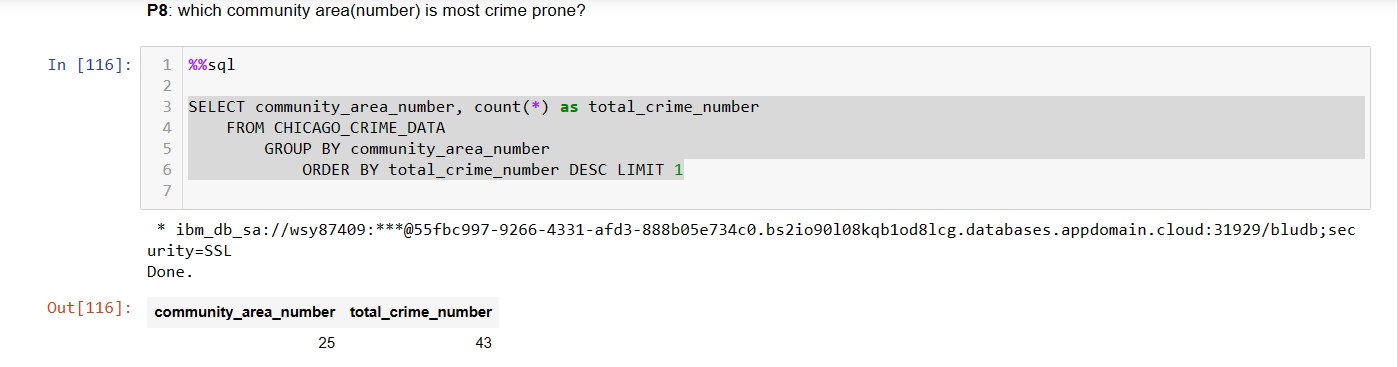 P8: which community area(number) is most crime prone?
In [116]:
1 %%sql
2
3 SELECT community_area_number, count(*) as total_crime_number
4 FROM CHICAGO_CRIME_DATA
5 GROUP BY community_area_number
6 ORDER BY total_crime_number DESC LIMIT 1
7
* ibm_db_sa://wsy87409:***@55fbc997-9266-4331-afd3-888b05e734c0.bs2io90l08kqb1od8lcg.databases.appdomain.cloud:31929/bludb;sec
urity=SSL
Done.
Out[116]:
community_area_number total_crime_number
25 43